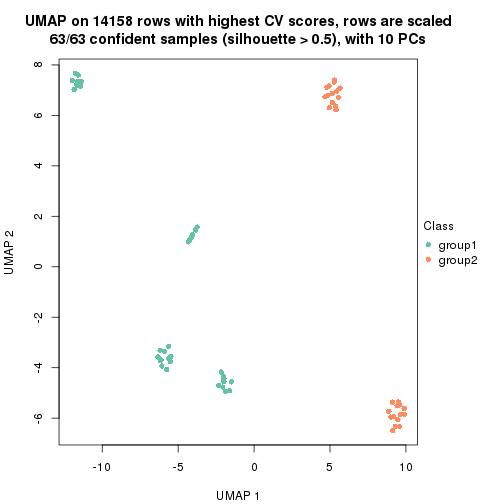 UMAP on 14158 rows with highest CV scores, rows are scaled
63/63 confident samples (silhouette > 0.5), with 10 PCs
8
6
4
2
0
-2
-4
-6
UMAP 2
-10
-5
0
5
10
UMAP 1
Class
group1
group2